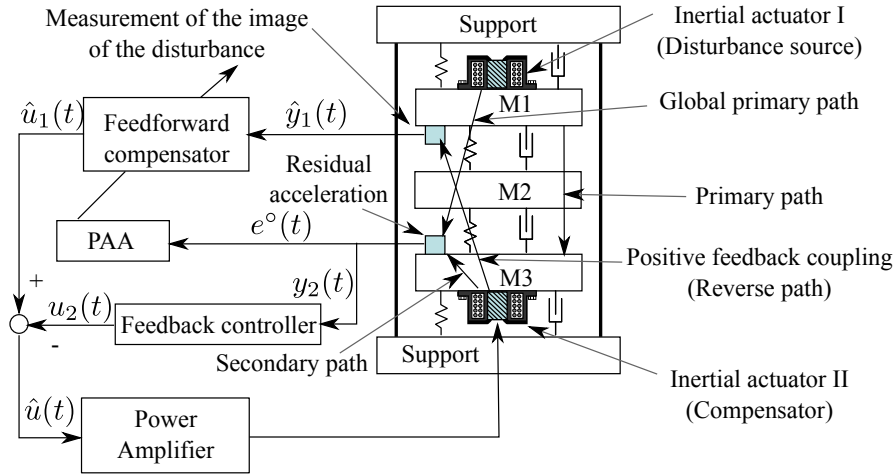 Measurement of the image
of the disturbance
Support
Inertial actuator I
(Disturbance source)
û₁(t)
Feedforward
compensator
ŷ₁(t)
M1
Global primary path
Residual
acceleration
M2
Primary path
PAA
e°(t)
M3
Positive feedback coupling
(Reverse path)
+
u₂(t)
Feedback controller
y₂(t)
-
Secondary path
Support
Inertial actuator II
(Compensator)
û(t)
Power
Amplifier